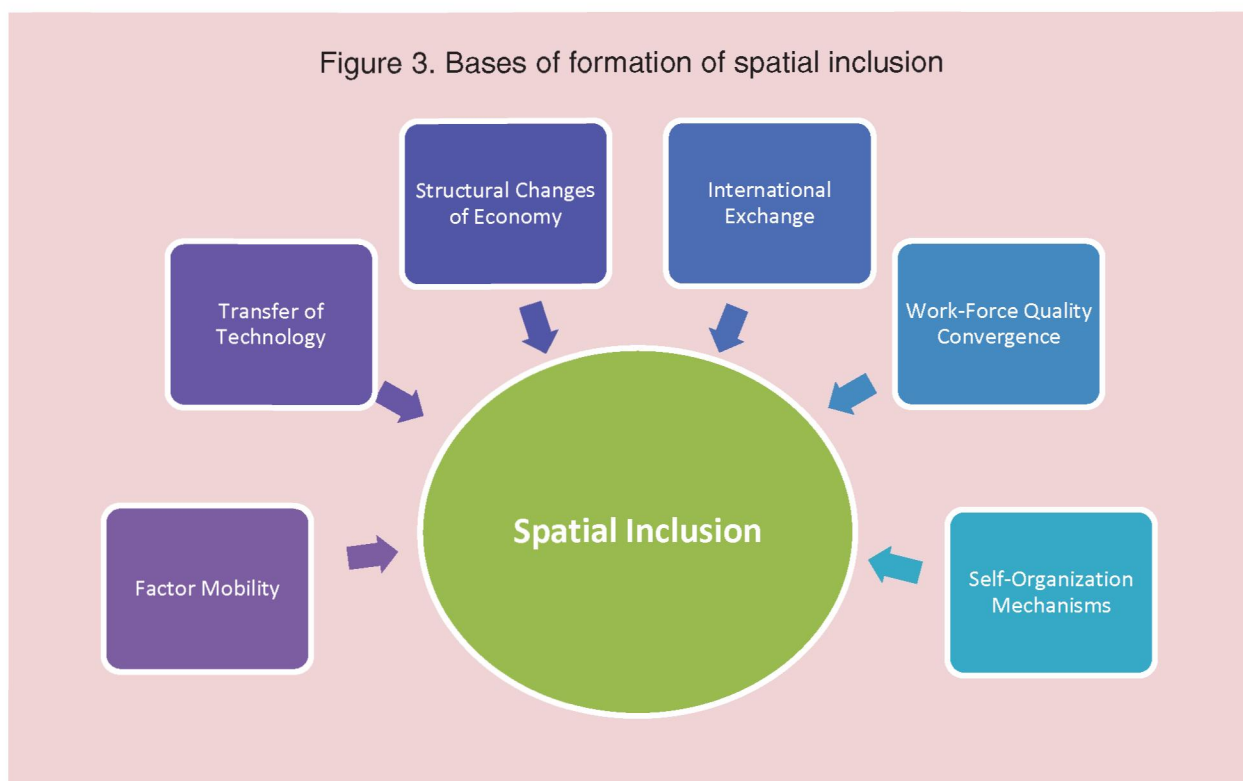 Figure 3. Bases of formation of spatial inclusion
Structural Changes
of Economy
International
Exchange
Transfer of
Technology
Work-Force Quality
Convergence
Factor Mobility
Spatial Inclusion
Self-Organization
Mechanisms